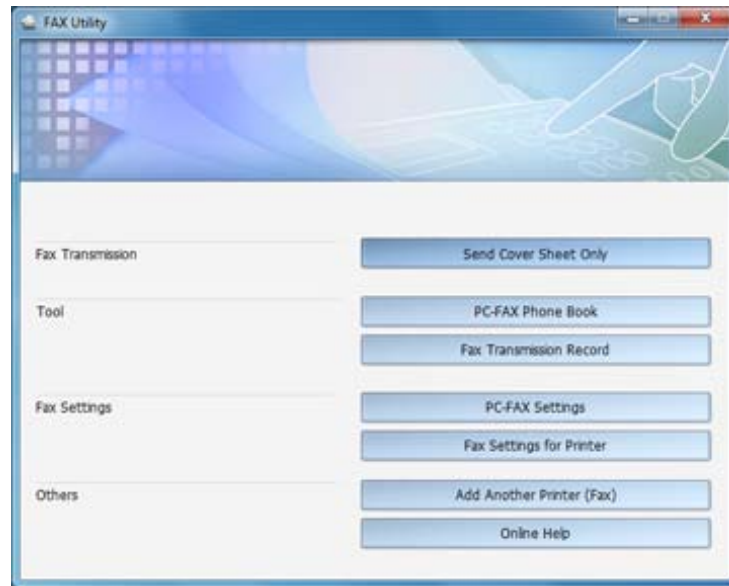 FAX Utility
Fax Transmission
Send Cover Sheet Only
Tool
PC-FAX Phone Book
Fax Transmission Record
Fax Settings
PC-FAX Settings
Fax Settings for Printer
Others
Add Another Printer (Fax)
Online Help